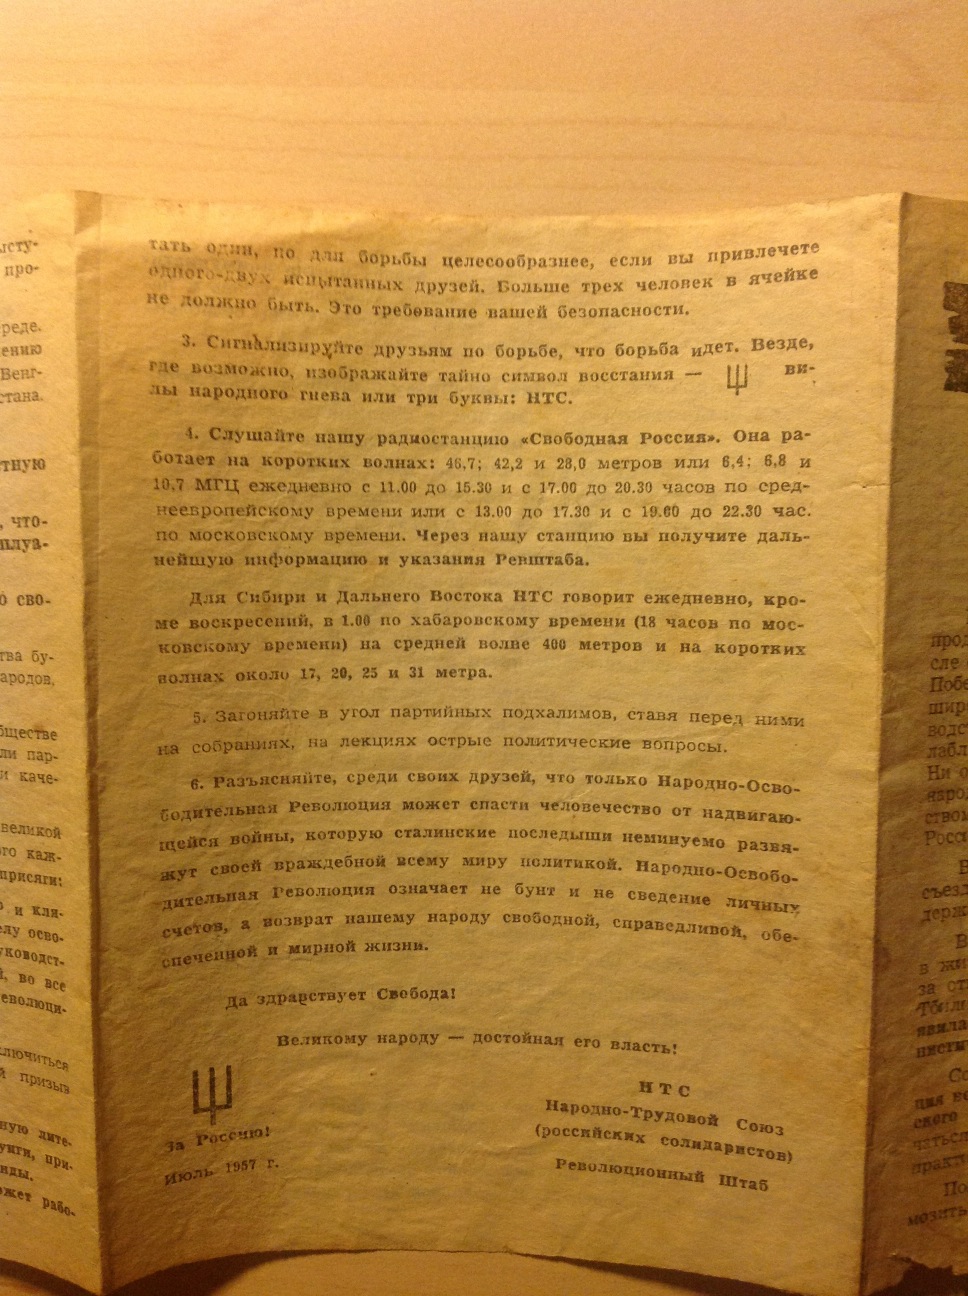 тать один, но для борьбы целесообразнее, если вы привлечете
одного-двух испытанных друзей. Больше трех человек в ячейке
не должно быть. Это требование вашей безопасности.
3. Сигнализируйте друзьям по борьбе, что борьба идет. Везде,
где возможно, изображайте тайно символ восстания — ви-
лы народного гнева или три буквы: НТС.
4. Слушайте нашу радиостанцию «Свободная Россия». Она ра-
ботает на коротких волнах: 46,7; 42,2 и 28,0 метров или 6,4; 6,8 и
10,7 МГЦ ежедневно с 11.00 до 15.30 и с 17.00 до 20.30 часов по сред-
неевропейскому времени или с 13.00 до 17.30 и с 19.00 до 22.30 час.
по московскому времени. Через нашу станцию вы получите даль-
нейшую информацию и указания Ревштаба.
Для Сибири и Дальнего Востока НТС говорит ежедневно, кро-
ме воскресений, в 1.00 по хабаровскому времени (18 часов по мос-
ковскому времени) на средней волне 400 метров и на коротких
волнах около 17, 20, 25 и 31 метра.
5. Загоняйте в угол партийных подхалимов, ставя перед ними
на собраниях, на лекциях острые политические вопросы.
6. Разъясняйте, среди своих друзей, что только Народно-Осво-
бодительная Революция может спасти человечество от надвигаю-
щейся войны, которую сталинские последыши неминуемо развя-
жут своей враждебной всему миру политикой. Народно-Освобо-
дительная Революция означает не бунт и не сведение личных
счетов, а возврат нашему народу свободной, справедливой, обе-
спеченной и мирной жизни.
Да здравствует Свобода!
Великому народу — достойная его власть!
За Россию!
Июль 1957 г.
НТС
Народно-Трудовой Союз
(российских солидаристов)
Революционный Штаб